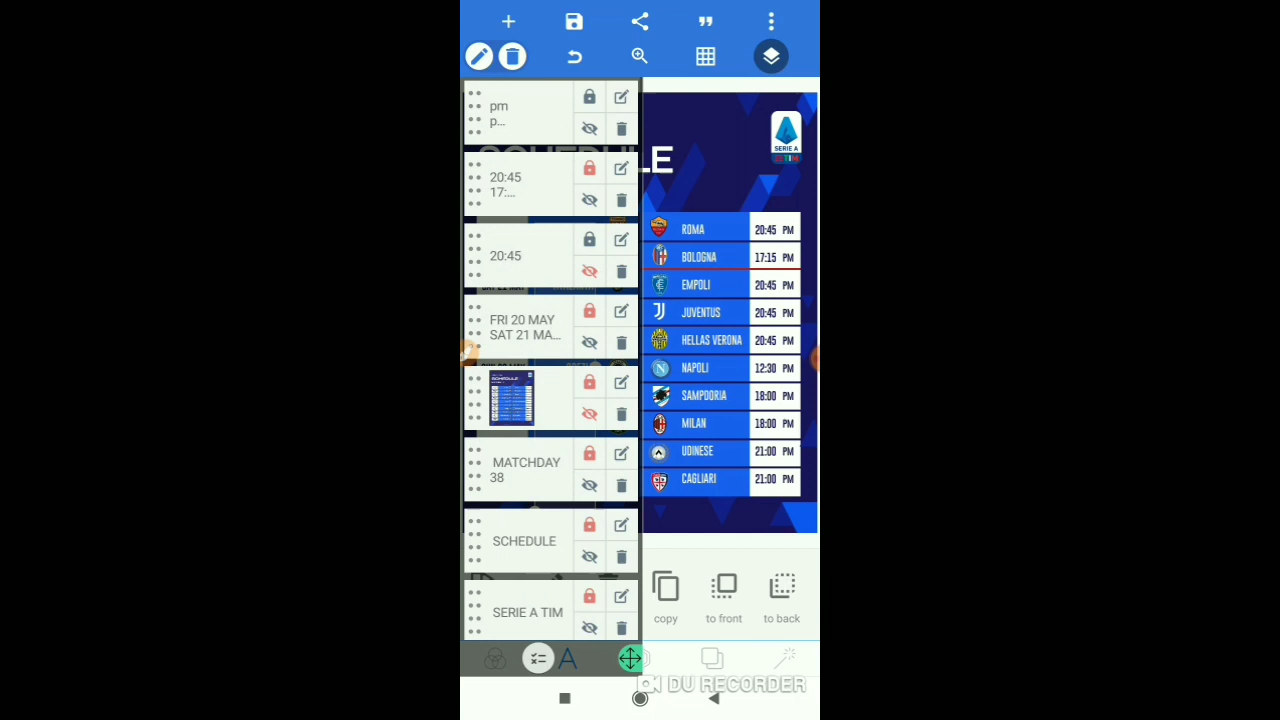 pm
p...
SCHEDULE
SERIE A
TIM
20:45
17:...
20:45
FRI 20 MAY
SAT 21 MA...
MATCHDAY
38
SCHEDULE
SERIE A TIM
ROMA 20:45 PM
BOLOGNA 17:15 PM
EMPOLI 20:45 PM
JUVENTUS 20:45 PM
HELLAS VERONA 20:45 PM
NAPOLI 12:30 PM
SAMPDORIA 18:00 PM
MILAN 18:00 PM
UDINESE 21:00 PM
CAGLIARI 21:00 PM
copy
to front
to back
A
DU RECORDER